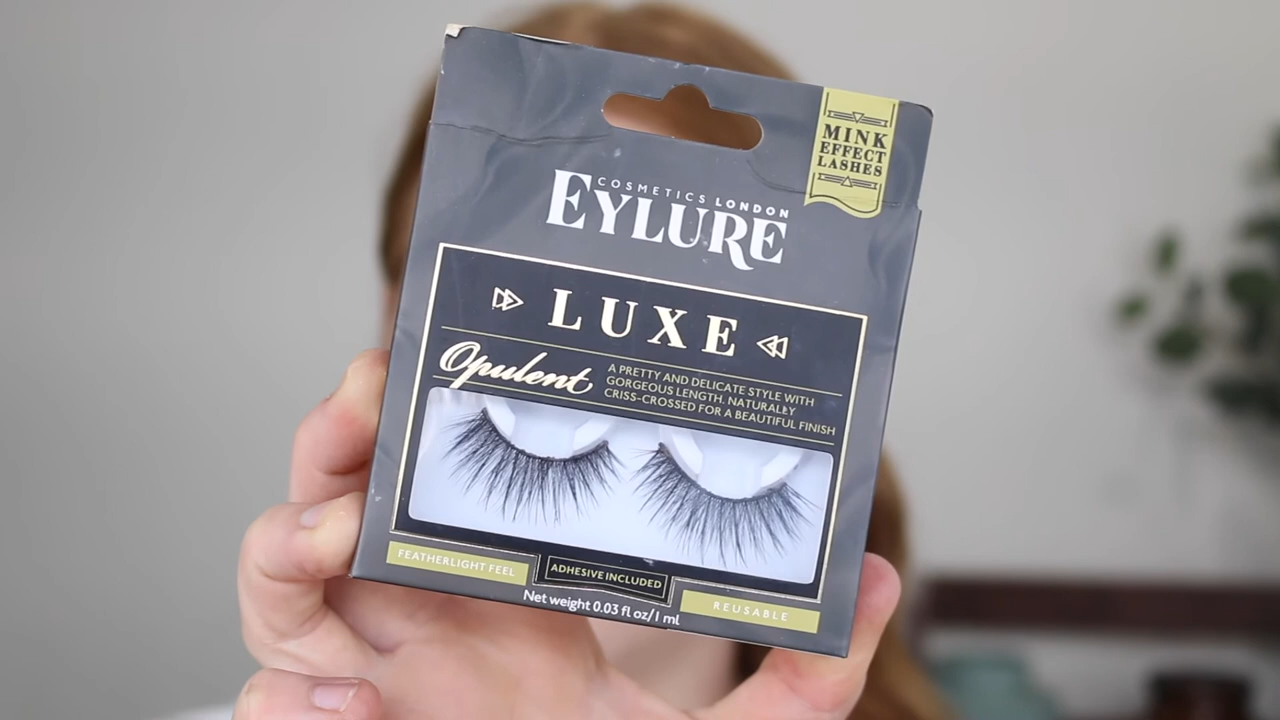 MINK
EFFECT
LASHES
COSMETICS LONDON
EYLURE
LUXE
Opulent
A PRETTY AND DELICATE STYLE WITH
GORGEOUS LENGTH. NATURALLY
CRISS-CROSSED FOR A BEAUTIFUL FINISH
FEATHERLIGHT FEEL
ADHESIVE INCLUDED
REUSABLE
Net weight 0.03 fl oz/1 ml